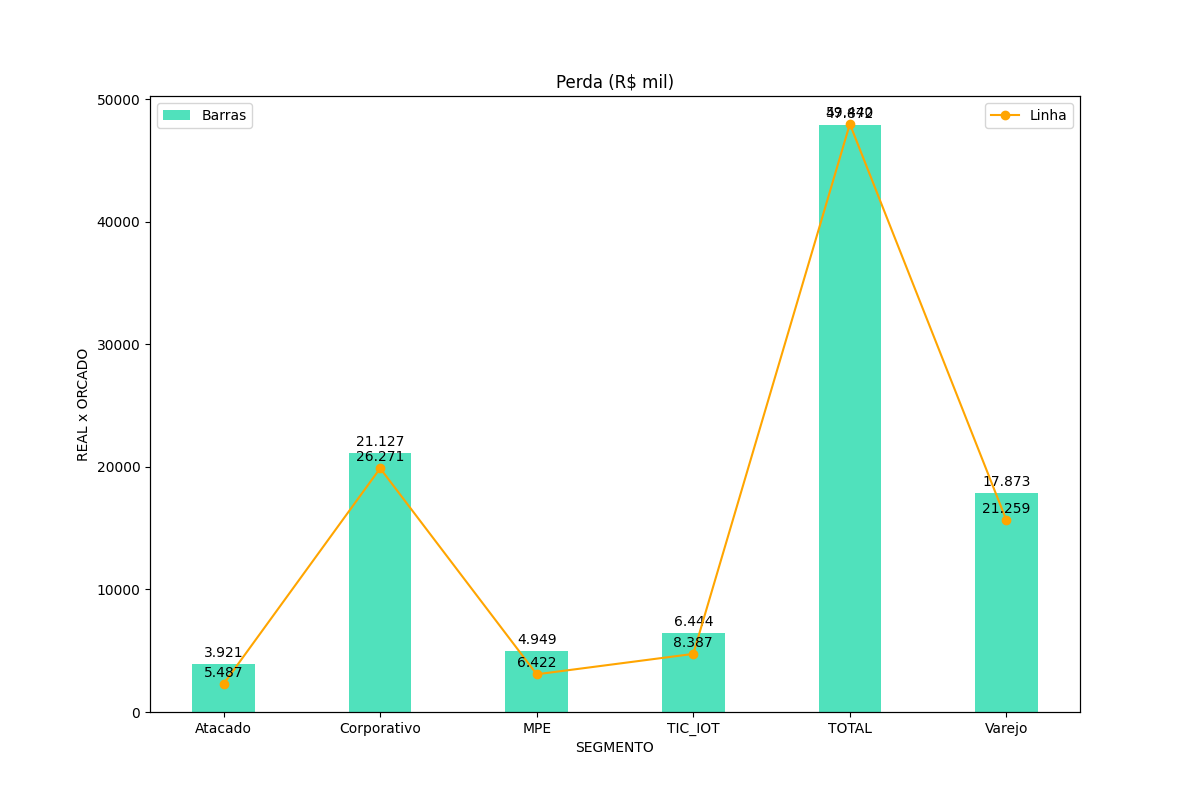 Perda (R$ mil)
Barras
Linha
50000
40000
30000
20000
10000
0
REAL x ORCADO
3.921
5.487
21.127
26.271
4.949
6.422
6.444
8.387
47.872
17.873
21.259
Atacado
Corporativo
MPE
TIC_IOT
TOTAL
Varejo
SEGMENTO